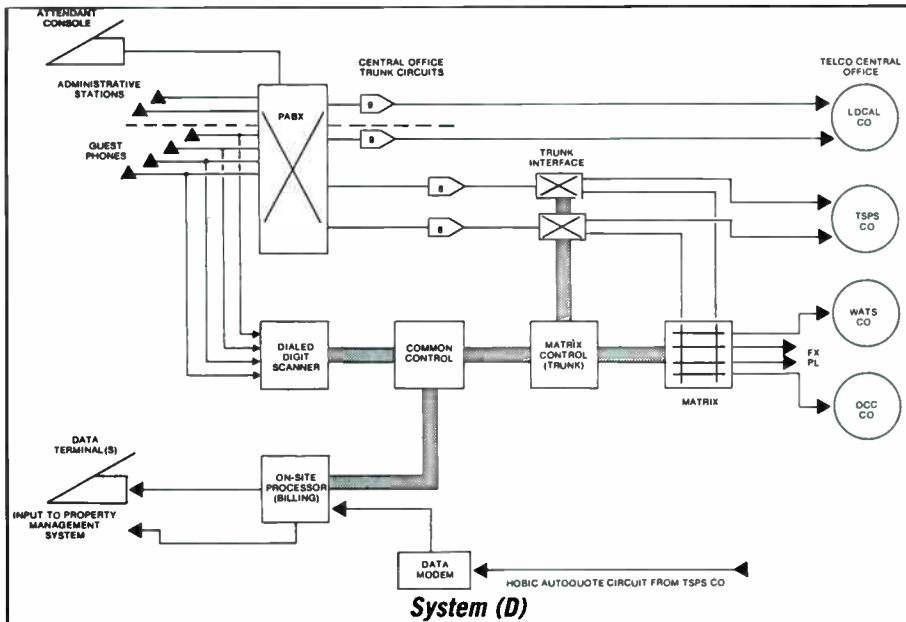 ATTENDANT
CONSOLE
ADMINISTRATIVE
STATIONS
GUEST
PHONES
PABX
CENTRAL OFFICE
TRUNK CIRCUITS
9
9
8
8
TRUNK
INTERFACE
TELCO CENTRAL
OFFICE
LOCAL
CO
TSPS
CO
WATS
CO
FX
PL
OCC
CO
DIALED
DIGIT
SCANNER
COMMON
CONTROL
MATRIX
CONTROL
(TRUNK)
MATRIX
DATA
TERMINAL(S)
INPUT TO PROPERTY
MANAGEMENT
SYSTEM
ON-SITE
PROCESSOR
(BILLING)
DATA
MODEM
HOBIC AUTOQUOTE CIRCUIT FROM TSPS CO
System (D)